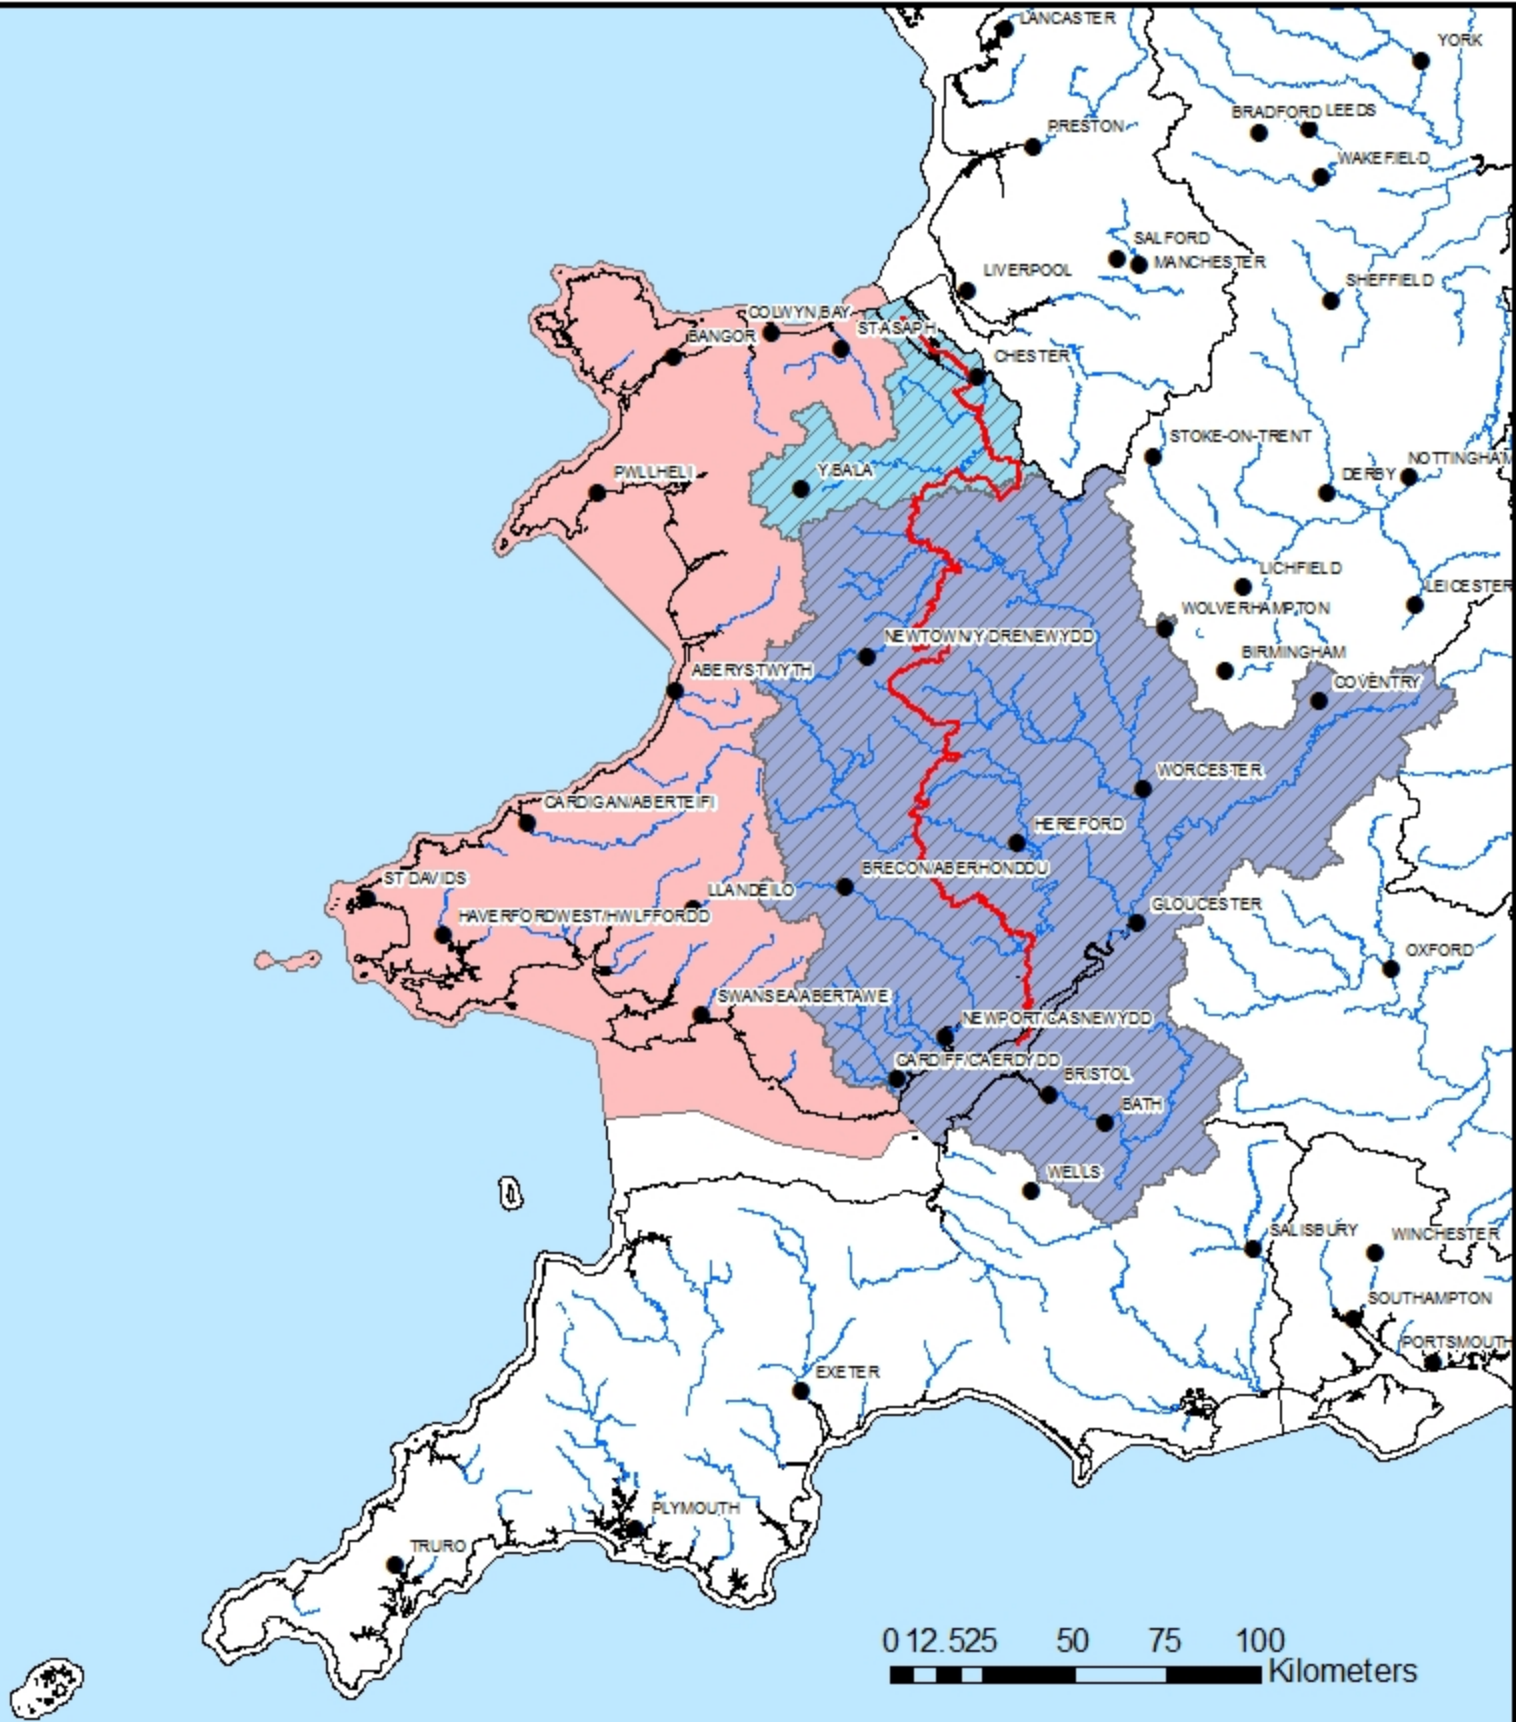 LANCASTER
YORK
BRADFORD
LEEDS
PRESTON
WAKEFIELD
SALFORD
MANCHESTER
LIVERPOOL
SHEFFIELD
COLWYN BAY
ST ASAPH
BANGOR
CHESTER
STOKE-ON-TRENT
NOTTINGHAM
PWLLHELI
Y BALA
DERBY
LICHFIELD
LEICESTER
WOLVERHAMPTON
NEWTOWN/Y DRENEWYDD
BIRMINGHAM
ABERYSTWYTH
COVENTRY
WORCESTER
CARDIGAN/ABERTEIFI
HEREFORD
BRECON/ABERHONDDU
ST DAVIDS
LLANDEILO
GLOUCESTER
HAVERFORDWEST/HWLFFORDD
OXFORD
SWANSEA/ABERTAWE
NEWPORT/CASNEWYDD
CARDIFF/CAERDYDD
BRISTOL
BATH
WELLS
SALISBURY
WINCHESTER
SOUTHAMPTON
PORTSMOUTH
EXETER
PLYMOUTH
TRURO
0 12.525 50 75 100
Kilometers